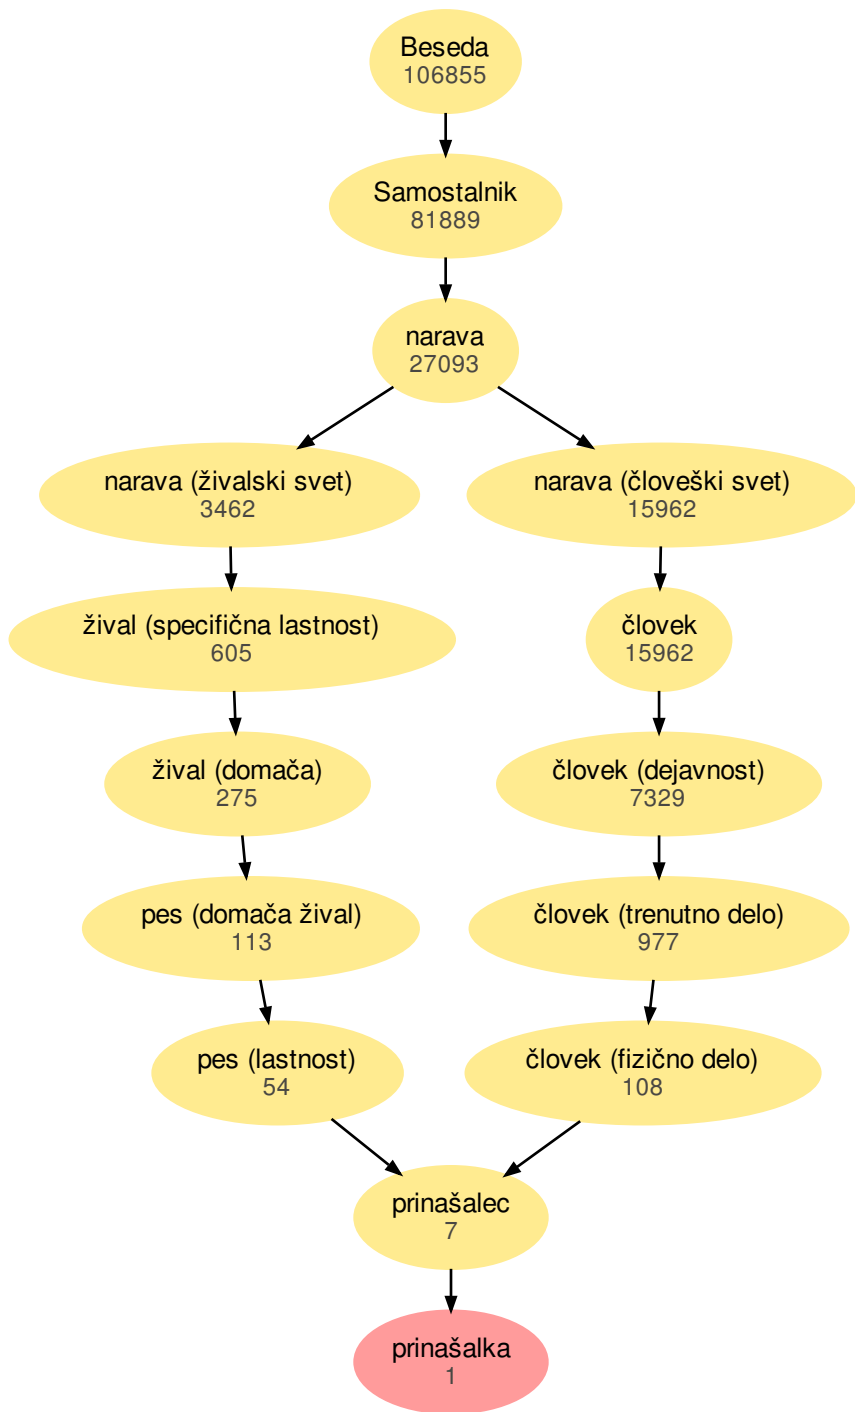 Beseda
106855
Samostalnik
81889
narava
27093
narava (živalski svet)
3462
narava (človeški svet)
15962
žival (specifična lastnost)
605
človek
15962
žival (domača)
275
človek (dejavnost)
7329
pes (domača žival)
113
človek (trenutno delo)
977
pes (lastnost)
54
človek (fizično delo)
108
prinašalec
7
prinašalka
1